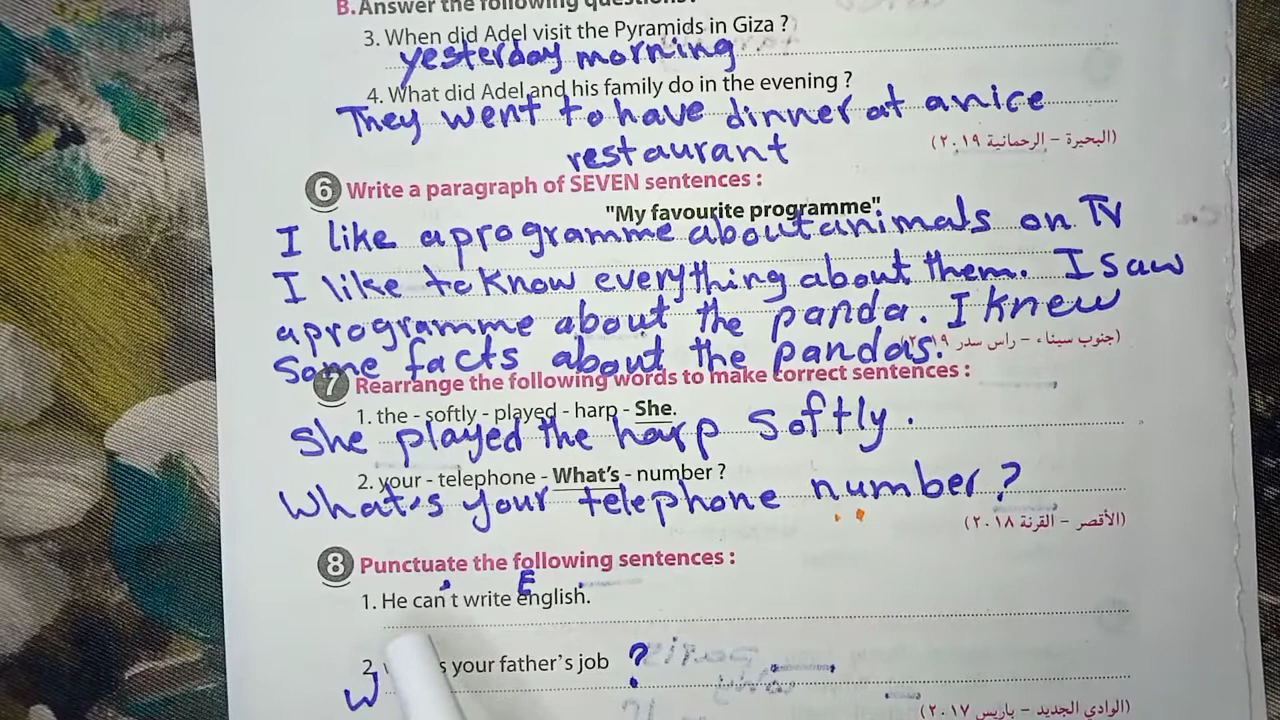 B. Answer the following questions:
3. When did Adel visit the Pyramids in Giza ?
yesterday morning
4. What did Adel and his family do in the evening ?
They went to have dinner at a nice
restaurant
(البحيرة – الرحمانية ٢٠١٩)
6 Write a paragraph of SEVEN sentences :
"My favourite programme"
I like a programme about animals on TV
I like to know everything about them. I saw
a programme about the panda. I knew
some facts about the pandas.
(جنوب سيناء – راس سدر ٢٠١٩)
7 Rearrange the following words to make correct sentences :
1. the - softly - played - harp - She.
She played the harp softly.
2. your - telephone - What's - number ?
What's your telephone number?
(الأقصر – القرنة ٢٠١٨)
8 Punctuate the following sentences :
1. He can't write English.
2. s your father's job ?
W
(الوادي الجديد – باريس ٢٠١٧)